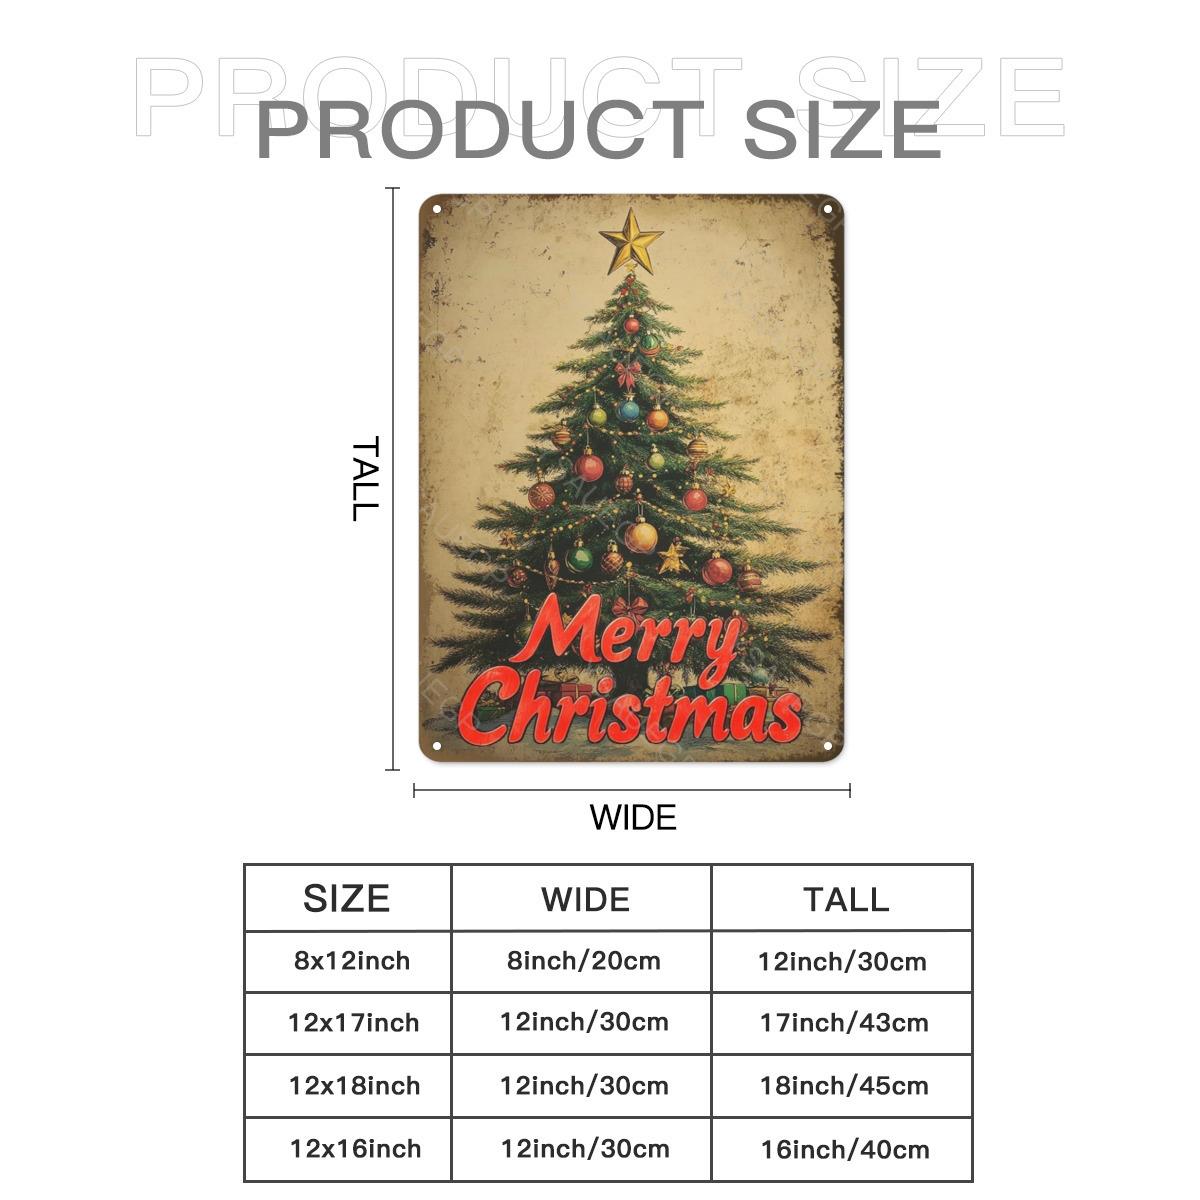 PRODUCT SIZE
PRODUCT SIZE
TALL
Merry
Christmas
WIDE
SIZE WIDE TALL
8x12inch 8inch/20cm 12inch/30cm
12x17inch 12inch/30cm 17inch/43cm
12x18inch 12inch/30cm 18inch/45cm
12x16inch 12inch/30cm 16inch/40cm